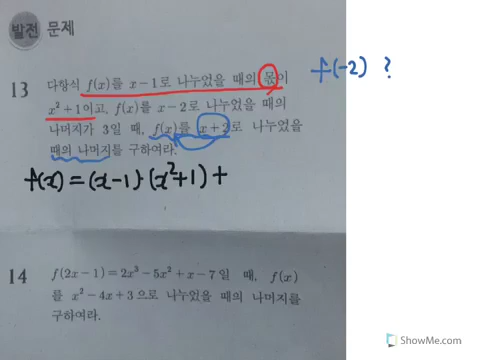 발전 문제
f(-2) ?
13 다항식 f(x)를 x-1로 나누었을 때의 몫이
x²+1이고, f(x)를 x-2로 나누었을 때의
나머지가 3일 때, f(x)를 x+2로 나누었을
때의 나머지를 구하여라.
f(x) = (x-1)(x²+1) +
14 f(2x-1)=2x³-5x²+x-7일 때, f(x)
를 x²-4x+3으로 나누었을 때의 나머지를
구하여라.
ShowMe.com